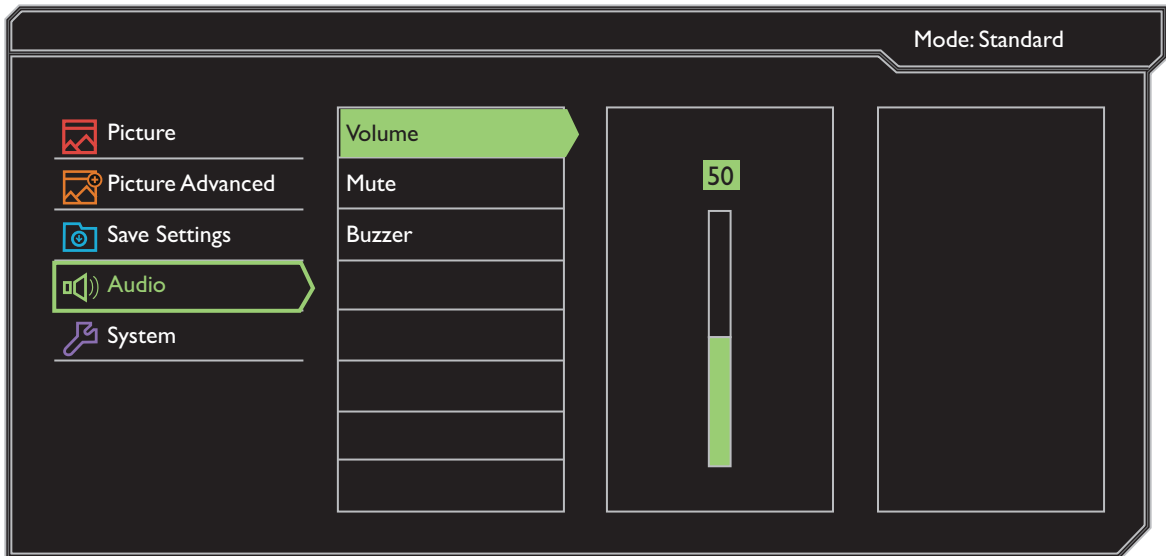 Mode: Standard
Picture
Picture Advanced
Save Settings
Audio
System
Volume
Mute
Buzzer
50